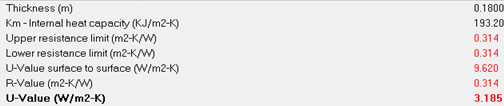 Thickness (m) 0.1800
Km - Internal heat capacity (KJ/m2-K) 193.20
Upper resistance limit (m2-K/W) 0.314
Lower resistance limit (m2-K/W) 0.314
U-Value surface to surface (W/m2-K) 9.620
R-Value (m2-K/W) 0.314
U-Value (W/m2-K) 3.185